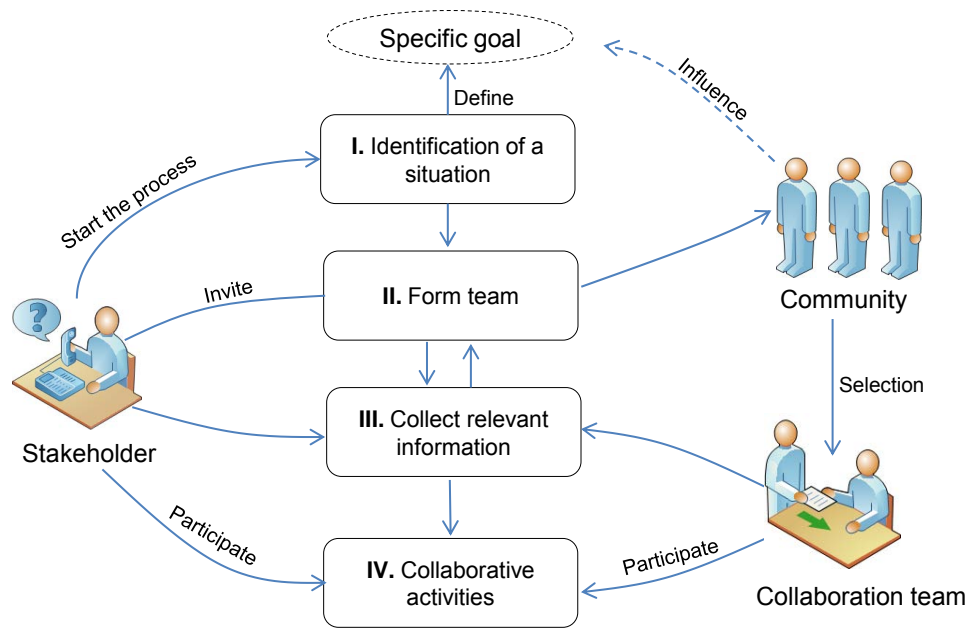 Specific goal
Define
Influence
I. Identification of a
situation
Start the process
Invite
II. Form team
Community
?
Selection
III. Collect relevant
information
Stakeholder
Participate
IV. Collaborative
activities
Participate
Collaboration team